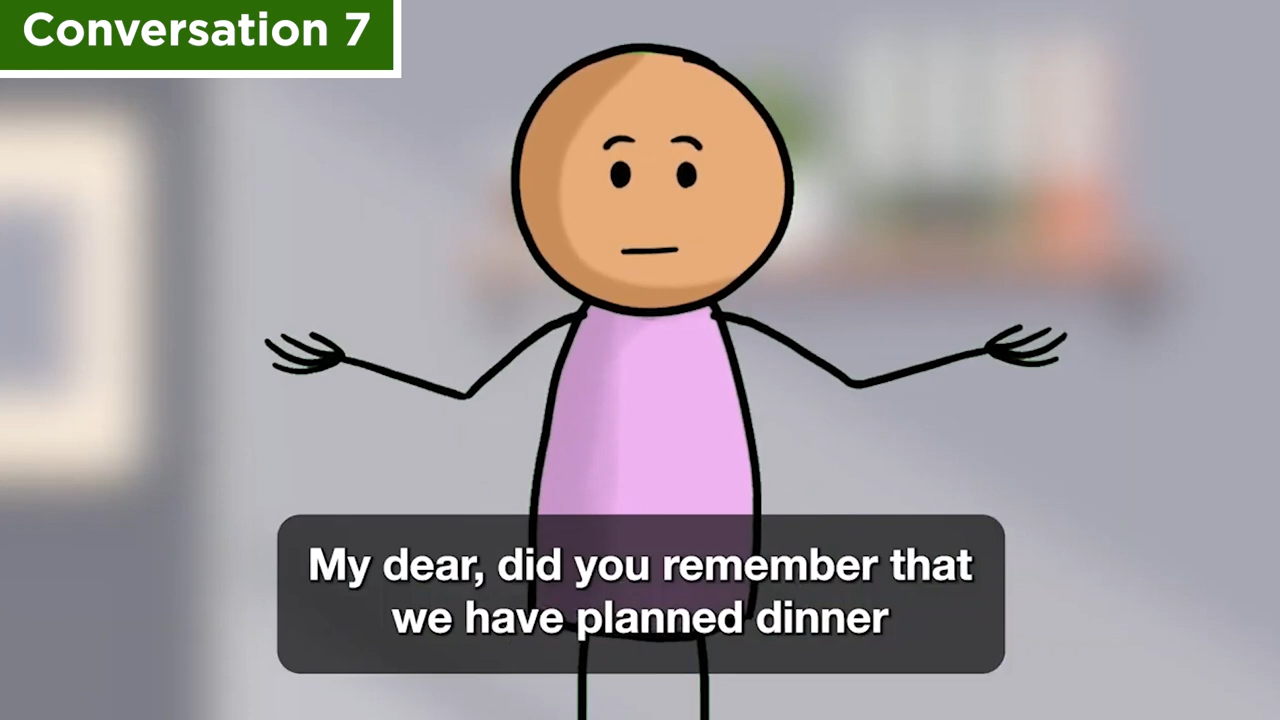 Conversation 7
My dear, did you remember that
we have planned dinner